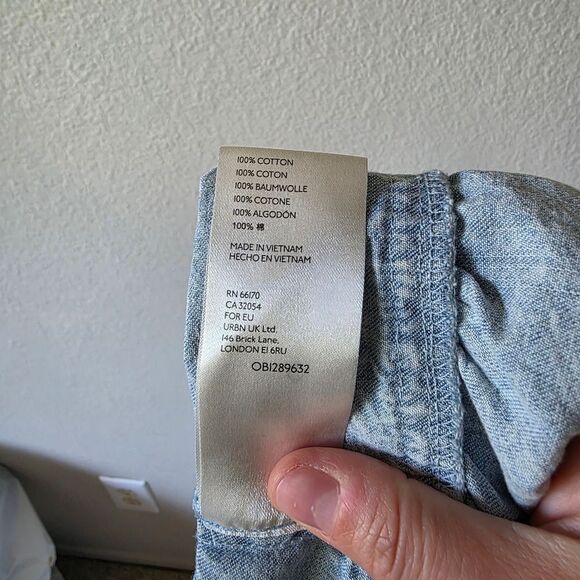 100% COTTON
100% COTON
100% BAUMWOLLE
100% COTONE
100% ALGODÓN
100% 棉
MADE IN VIETNAM
HECHO EN VIETNAM
RN 66170
CA 32054
FOR EU
URBN UK Ltd.
146 Brick Lane,
LONDON E1 6RU
OB1289632